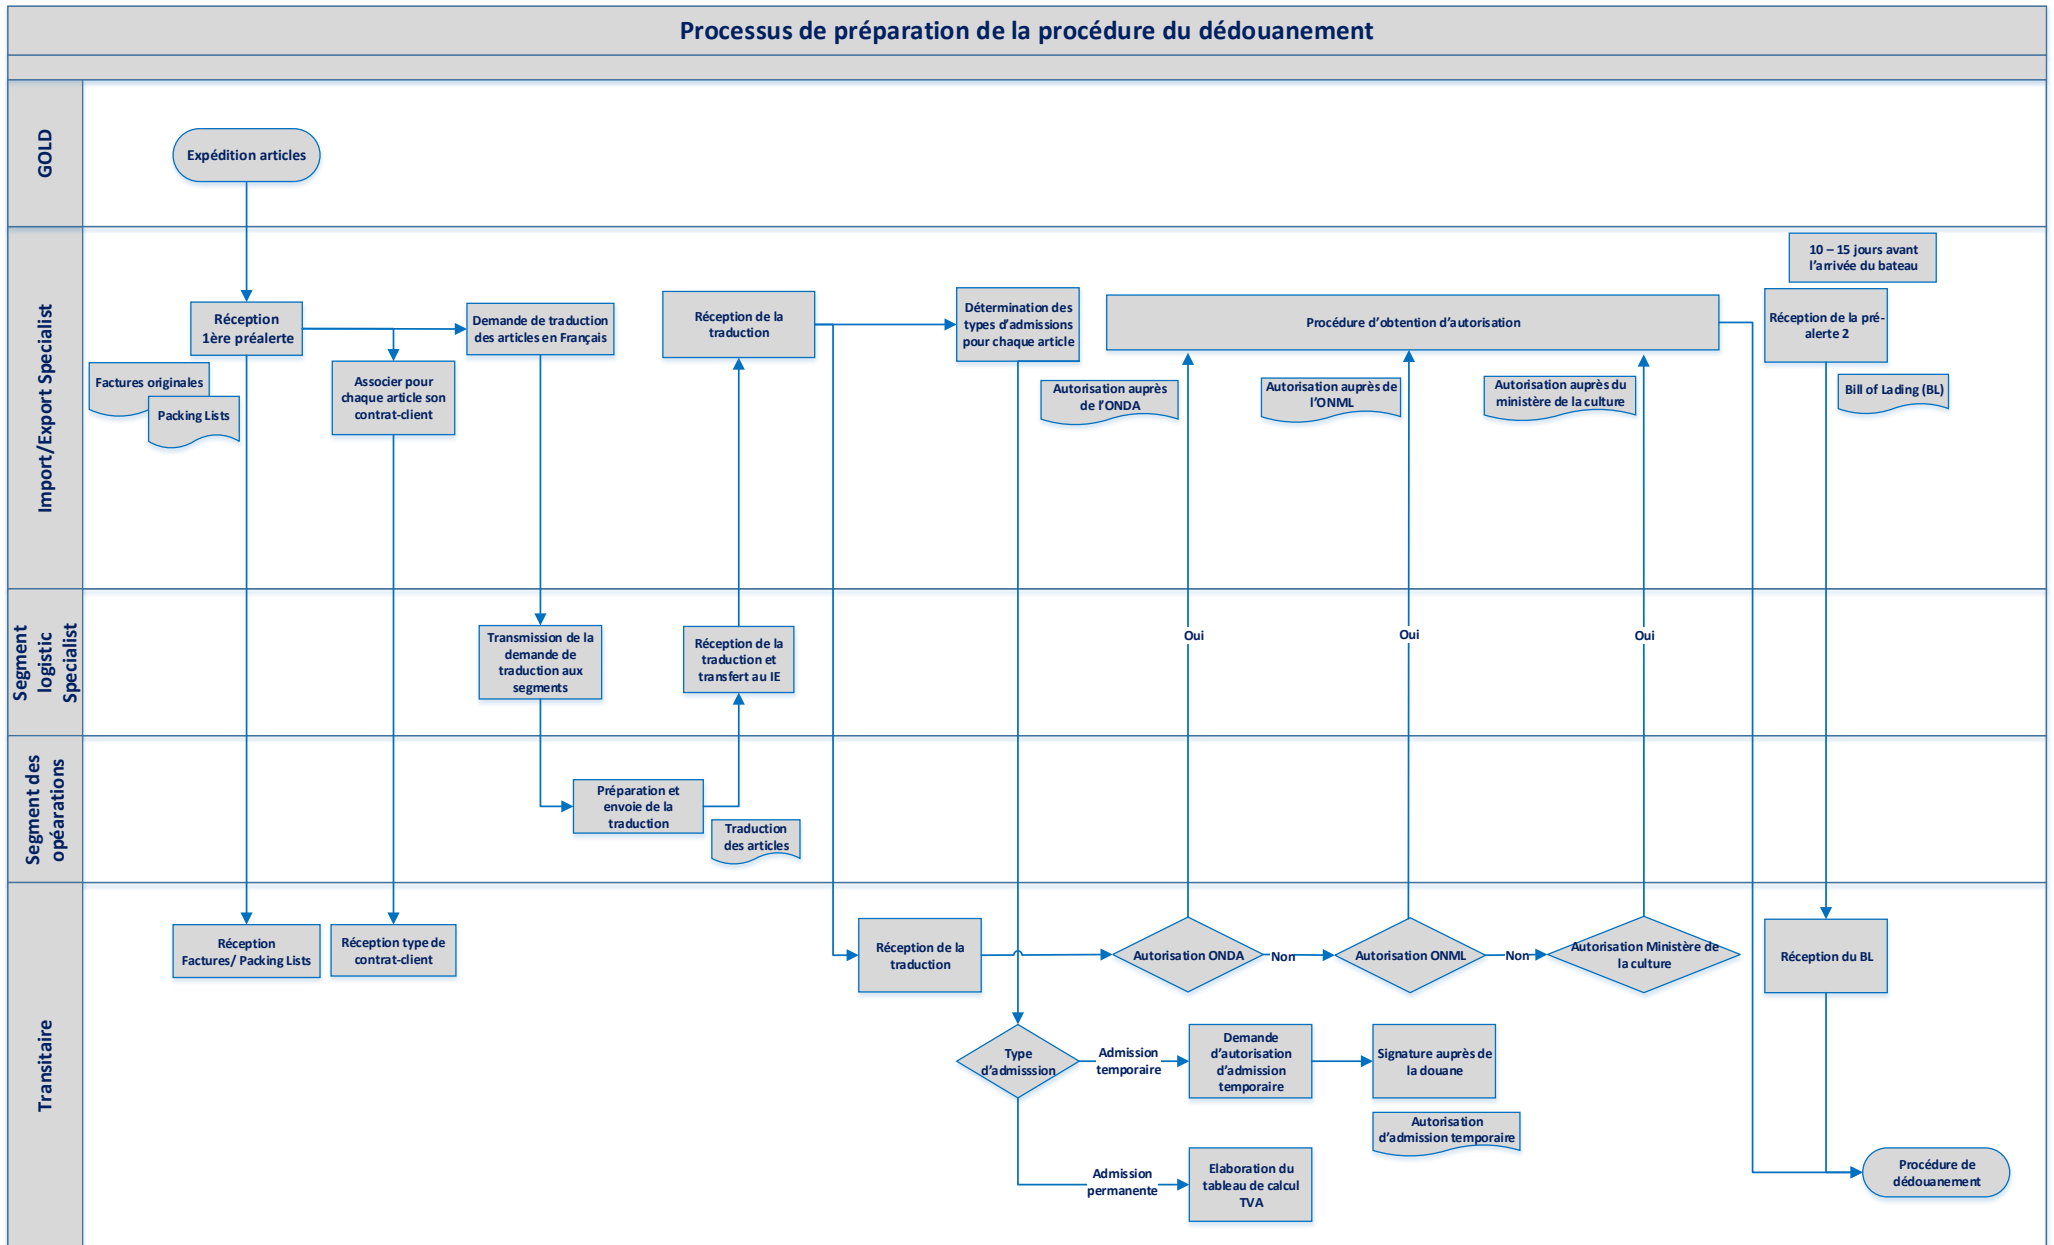 Processus de préparation de la procédure du dédouanement
GOLD
Expédition articles
Import/Export Specialist
10 – 15 jours avant
l'arrivée du bateau
Réception
1ère préalerte
Factures originales
Packing Lists
Associer pour
chaque article son
contrat-client
Demande de traduction
des articles en Français
Réception de la
traduction
Détermination des
types d'admissions
pour chaque article
Procédure d'obtention d'autorisation
Autorisation auprès
de l'ONDA
Autorisation auprès de
l'ONML
Autorisation auprès du
ministère de la culture
Réception de la pré-
alerte 2
Bill of Lading (BL)
Segment
logistic
Specialist
Transmission de la
demande de
traduction aux
segments
Réception de la
traduction et
transfert au IE
Oui
Oui
Oui
Segment des
opéarations
Préparation et
envoie de la
traduction
Traduction
des articles
Transitaire
Réception
Factures/ Packing Lists
Réception type de
contrat-client
Réception de la
traduction
Autorisation ONDA
Non
Autorisation ONML
Non
Autorisation Ministère de
la culture
Réception du BL
Type
d'admisssion
Admission
temporaire
Demande
d'autorisation
d'admission
temporaire
Signature auprès de
la douane
Autorisation
d'admission temporaire
Admission
permanente
Elaboration du
tableau de calcul
TVA
Procédure de
dédouanement